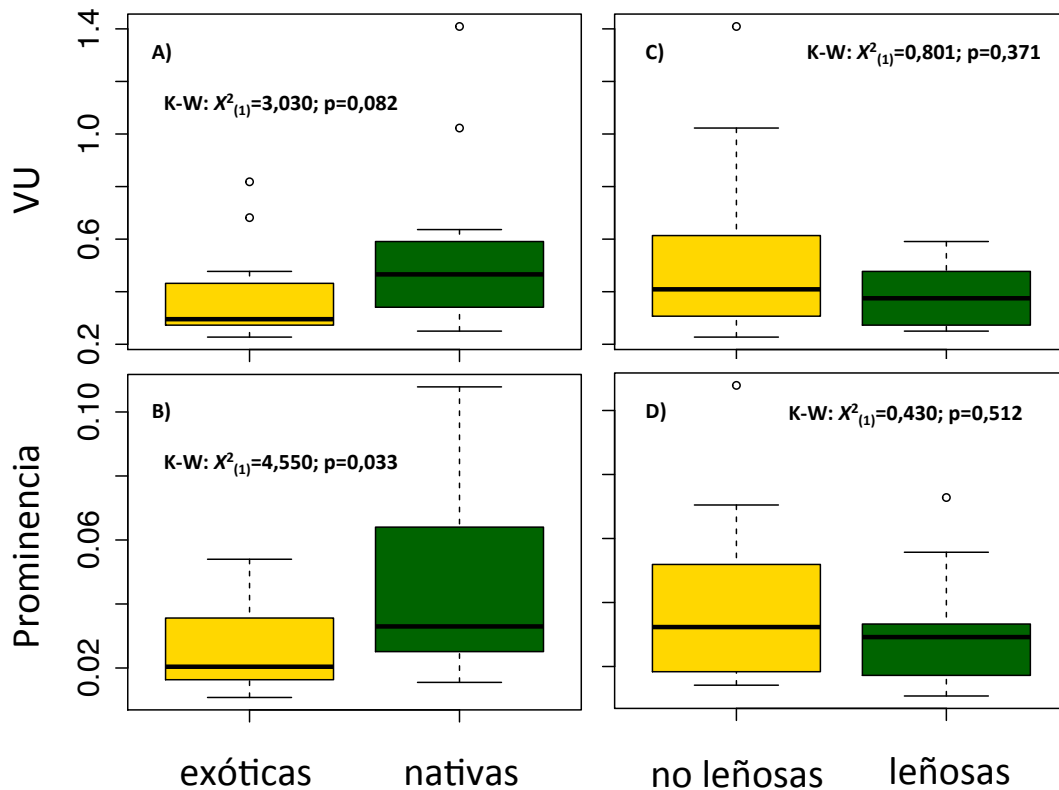 VU
1.4
1.0
0.6
0.2
A)
K-W: X²(1)=3,030; p=0,082
C)
K-W: X²(1)=0,801; p=0,371
Prominencia
0.10
0.06
0.02
B)
K-W: X²(1)=4,550; p=0,033
D)
K-W: X²(1)=0,430; p=0,512
exóticas nativas no leñosas leñosas